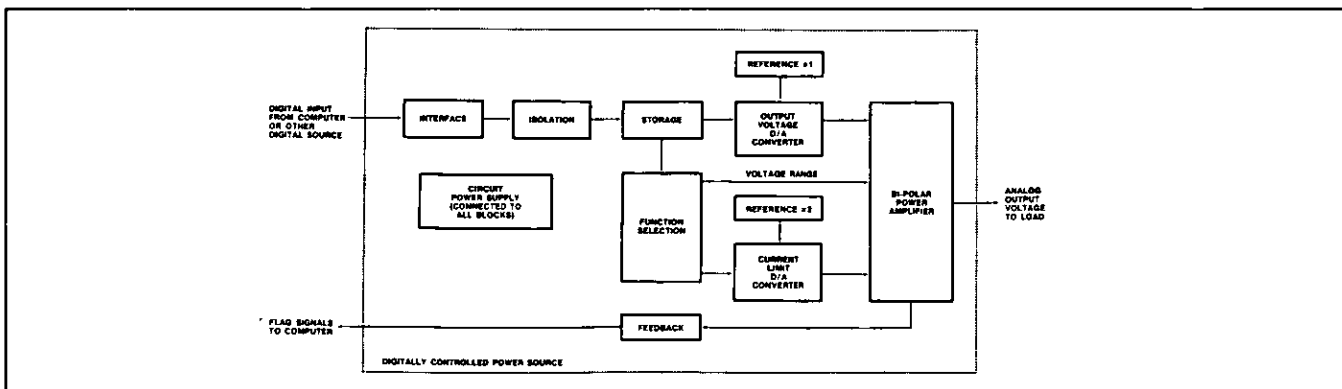 REFERENCE #1
DIGITAL INPUT
FROM COMPUTER
OR OTHER
DIGITAL SOURCE
INTERFACE
ISOLATION
STORAGE
OUTPUT
VOLTAGE
D/A
CONVERTER
CIRCUIT
POWER SUPPLY
(CONNECTED TO
ALL BLOCKS)
FUNCTION
SELECTION
VOLTAGE RANGE
REFERENCE #2
CURRENT
LIMIT
D/A
CONVERTER
BI-POLAR
POWER
AMPLIFIER
ANALOG
OUTPUT
VOLTAGE
TO LOAD
FLAG SIGNALS
TO COMPUTER
FEEDBACK
DIGITALLY CONTROLLED POWER SOURCE